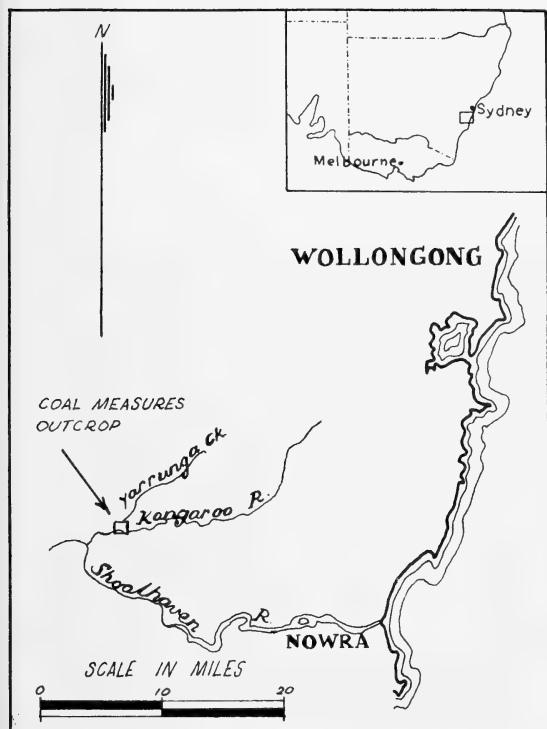 N
Sydney
Melbourne
WOLLONGONG
COAL MEASURES
OUTCROP
Yarrunga Ck
Kangaroo R.
Shoalhaven R.
NOWRA
SCALE IN MILES
0 10 20